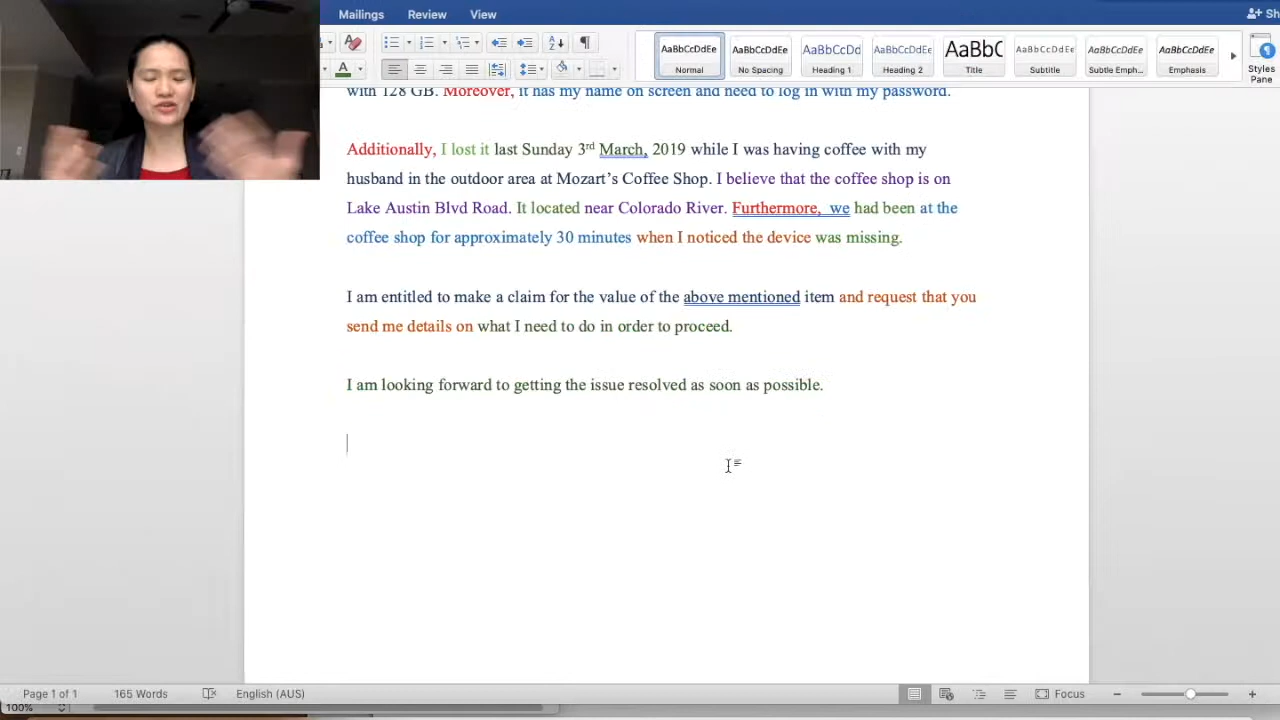 Mailings Review View
Sha
AaBbCcDdEe AaBbCcDdEe AaBbCcDd AaBbCcDdEe AaBbC AaBbCcDdEe AaBbCcDdEe AaBbCcDdEe
Normal No Spacing Heading 1 Heading 2 Title Subtitle Subtle Emph... Emphasis
Styles
Pane
with 128 GB. Moreover, it has my name on screen and need to log in with my password.
Additionally, I lost it last Sunday 3rd March, 2019 while I was having coffee with my
husband in the outdoor area at Mozart’s Coffee Shop. I believe that the coffee shop is on
Lake Austin Blvd Road. It located near Colorado River. Furthermore, we had been at the
coffee shop for approximately 30 minutes when I noticed the device was missing.
I am entitled to make a claim for the value of the above mentioned item and request that you
send me details on what I need to do in order to proceed.
I am looking forward to getting the issue resolved as soon as possible.
Page 1 of 1 165 Words English (AUS) Focus
100%